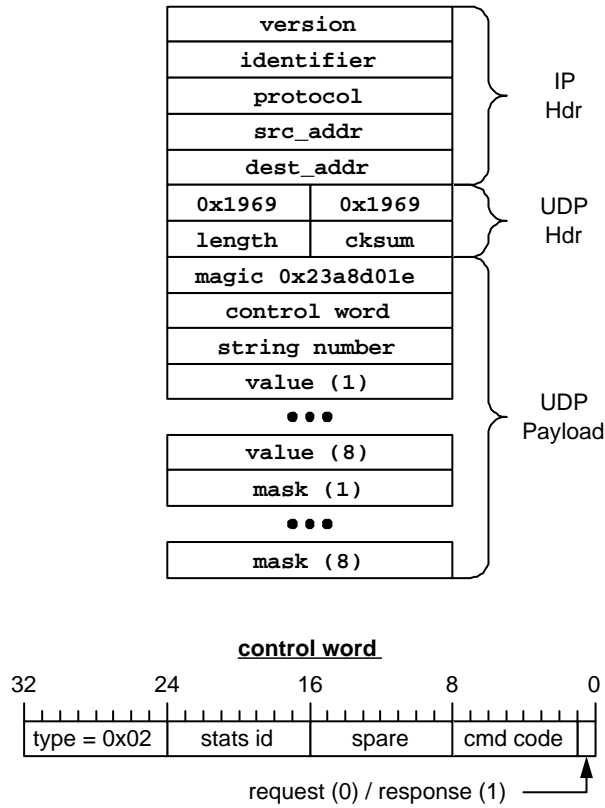 version
identifier
protocol
src_addr
dest_addr
IP
Hdr
0x1969 0x1969
length cksum
UDP
Hdr
magic 0x23a8d01e
control word
string number
value (1)
•••
value (8)
mask (1)
•••
mask (8)
UDP
Payload
control word
32 24 16 8 0
type = 0x02 stats id spare cmd code
request (0) / response (1)